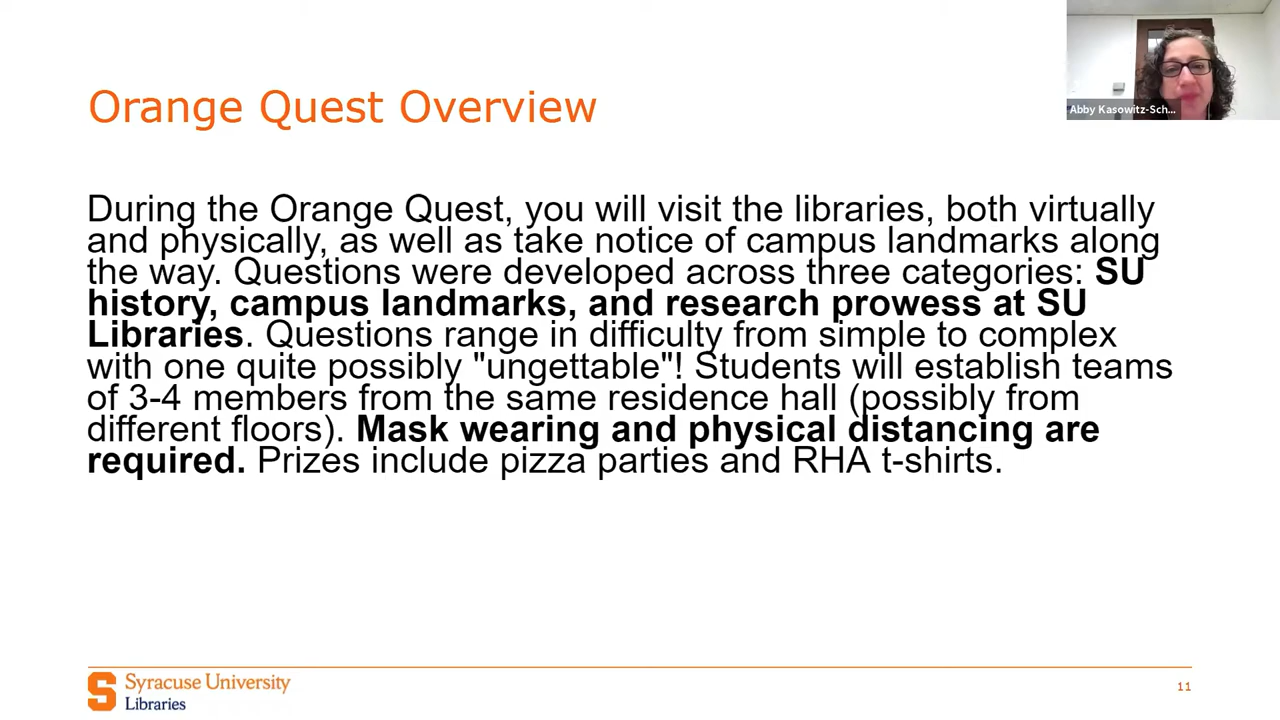 Orange Quest Overview
Abby Kasowitz-Sch...
During the Orange Quest, you will visit the libraries, both virtually
and physically, as well as take notice of campus landmarks along
the way. Questions were developed across three categories: SU
history, campus landmarks, and research prowess at SU
Libraries. Questions range in difficulty from simple to complex
with one quite possibly "ungettable"! Students will establish teams
of 3-4 members from the same residence hall (possibly from
different floors). Mask wearing and physical distancing are
required. Prizes include pizza parties and RHA t-shirts.
S Syracuse University
Libraries
11